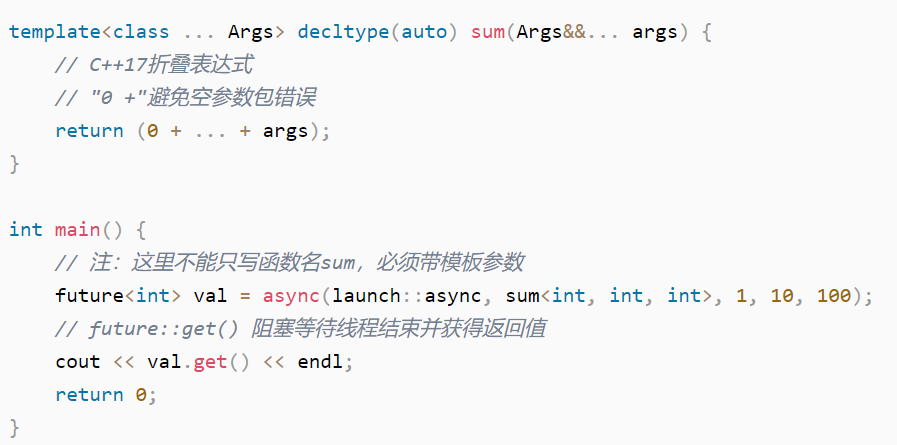 template<class ... Args> decltype(auto) sum(Args&&... args) {
    // C++17折叠表达式
    // "0 +"避免空参数包错误
    return (0 + ... + args);
}

int main() {
    // 注：这里不能只写函数名sum，必须带模板参数
    future<int> val = async(launch::async, sum<int, int, int>, 1, 10, 100);
    // future::get() 阻塞等待线程结束并获得返回值
    cout << val.get() << endl;
    return 0;
}